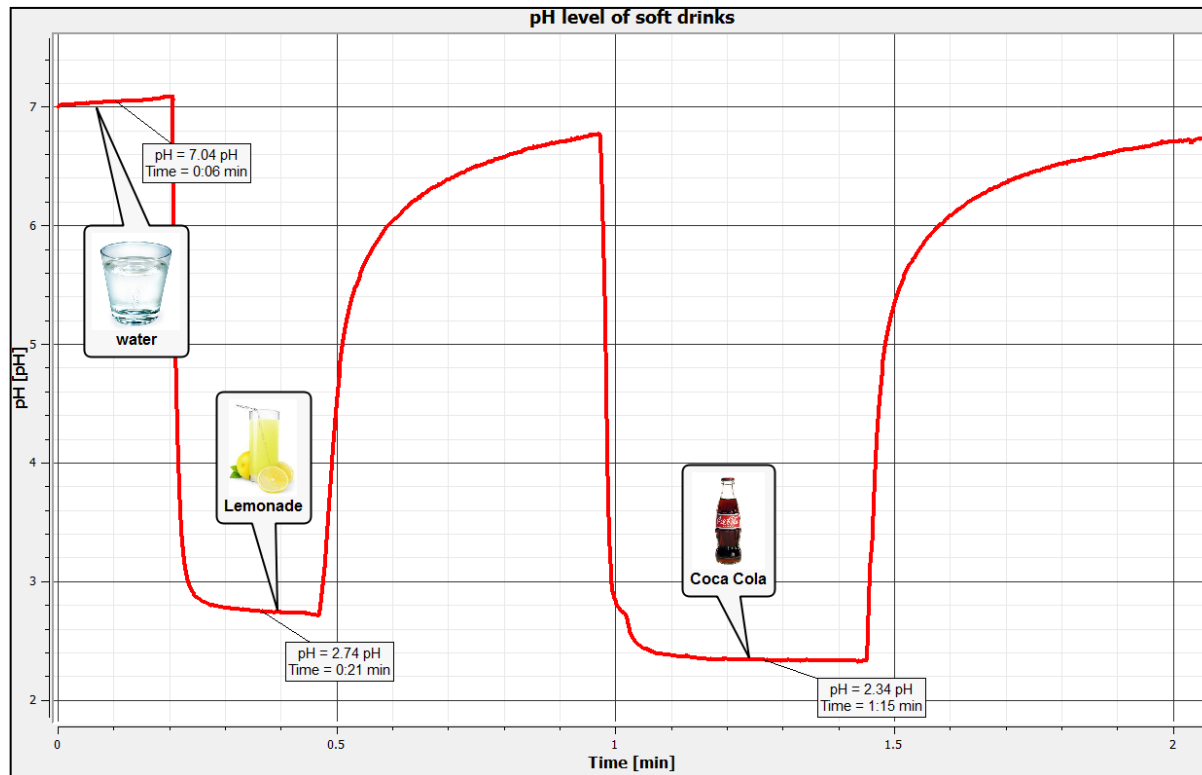 pH level of soft drinks
pH [pH]
7
6
5
4
3
2
pH = 7.04 pH
Time = 0:06 min
water
Lemonade
pH = 2.74 pH
Time = 0:21 min
Coca Cola
pH = 2.34 pH
Time = 1:15 min
0
0.5
1
1.5
2
Time [min]